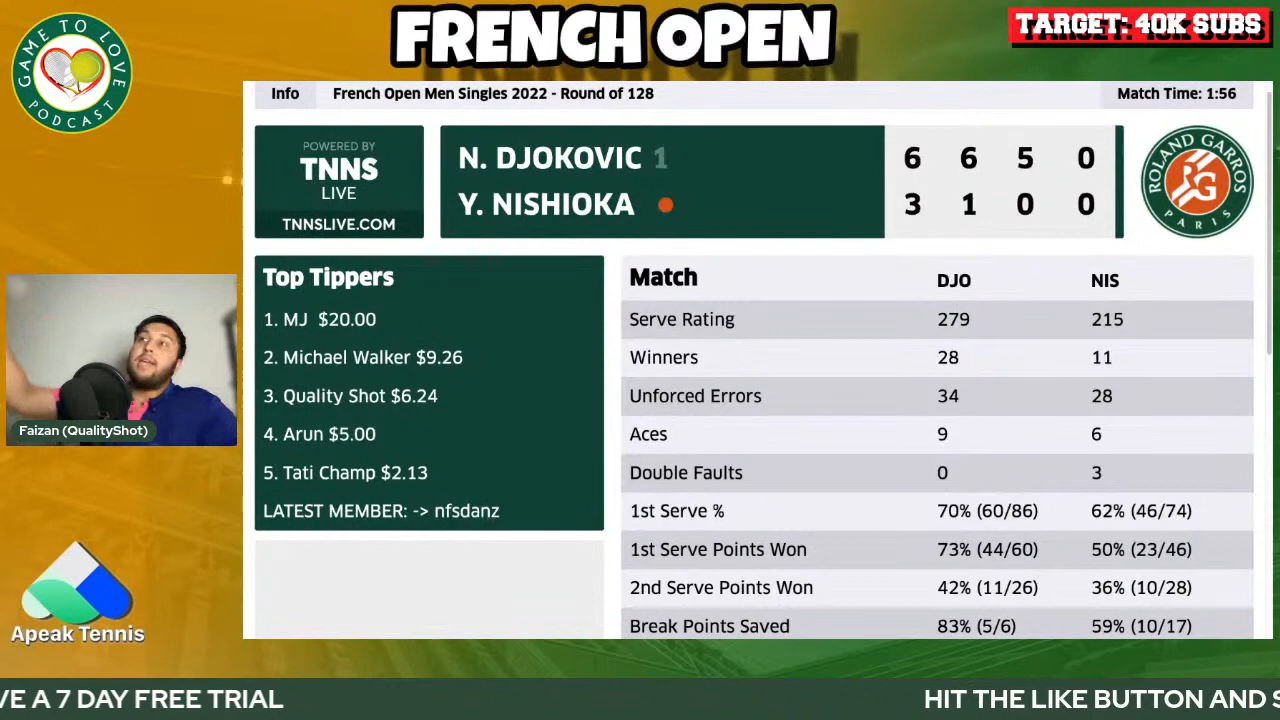 FRENCH OPEN
TARGET: 40K SUBS
GAME TO LOVE
PODCAST
Info French Open Men Singles 2022 - Round of 128 Match Time: 1:56
POWERED BY
TNNS
LIVE
TNNSLIVE.COM
N. DJOKOVIC 1 6 6 5 0
Y. NISHIOKA 3 1 0 0
ROLAND GARROS
RG
PARIS
Top Tippers
1. MJ $20.00
2. Michael Walker $9.26
3. Quality Shot $6.24
4. Arun $5.00
5. Tati Champ $2.13
LATEST MEMBER: -> nfsdanz
Match DJO NIS
Serve Rating 279 215
Winners 28 11
Unforced Errors 34 28
Aces 9 6
Double Faults 0 3
1st Serve % 70% (60/86) 62% (46/74)
1st Serve Points Won 73% (44/60) 50% (23/46)
2nd Serve Points Won 42% (11/26) 36% (10/28)
Break Points Saved 83% (5/6) 59% (10/17)
Faizan (QualityShot)
Apeak Tennis
VE A 7 DAY FREE TRIAL
HIT THE LIKE BUTTON AND S